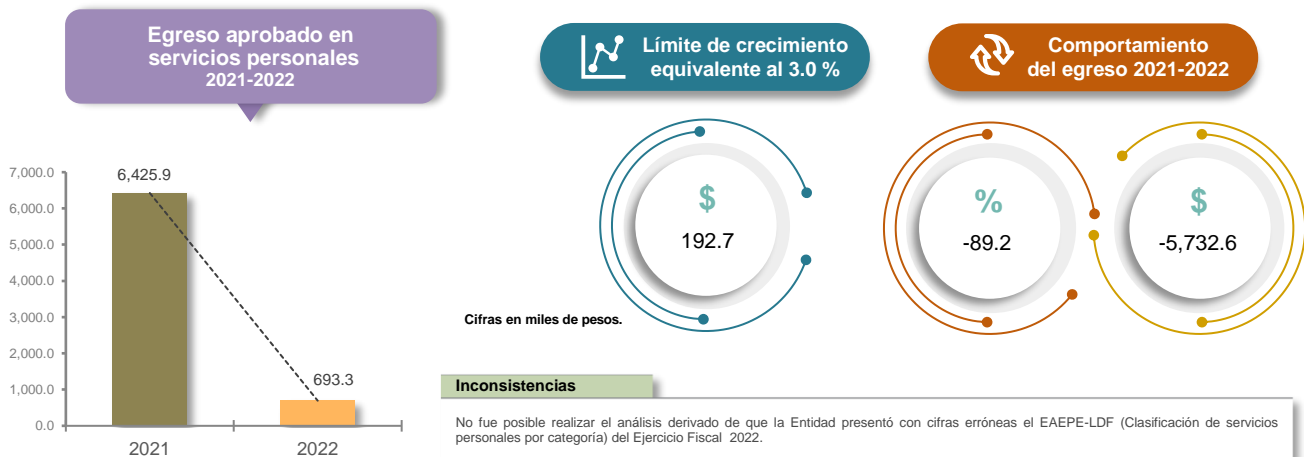 Egreso aprobado en
servicios personales
2021-2022
Límite de crecimiento
equivalente al 3.0 %
Comportamiento
del egreso 2021-2022
7,000.0
6,000.0
5,000.0
4,000.0
3,000.0
2,000.0
1,000.0
0.0
6,425.9
693.3
2021
2022
$
192.7
%
-89.2
$
-5,732.6
Cifras en miles de pesos.
Inconsistencias
No fue posible realizar el análisis derivado de que la Entidad presentó con cifras erróneas el EAEPE-LDF (Clasificación de servicios
personales por categoría) del Ejercicio Fiscal 2022.